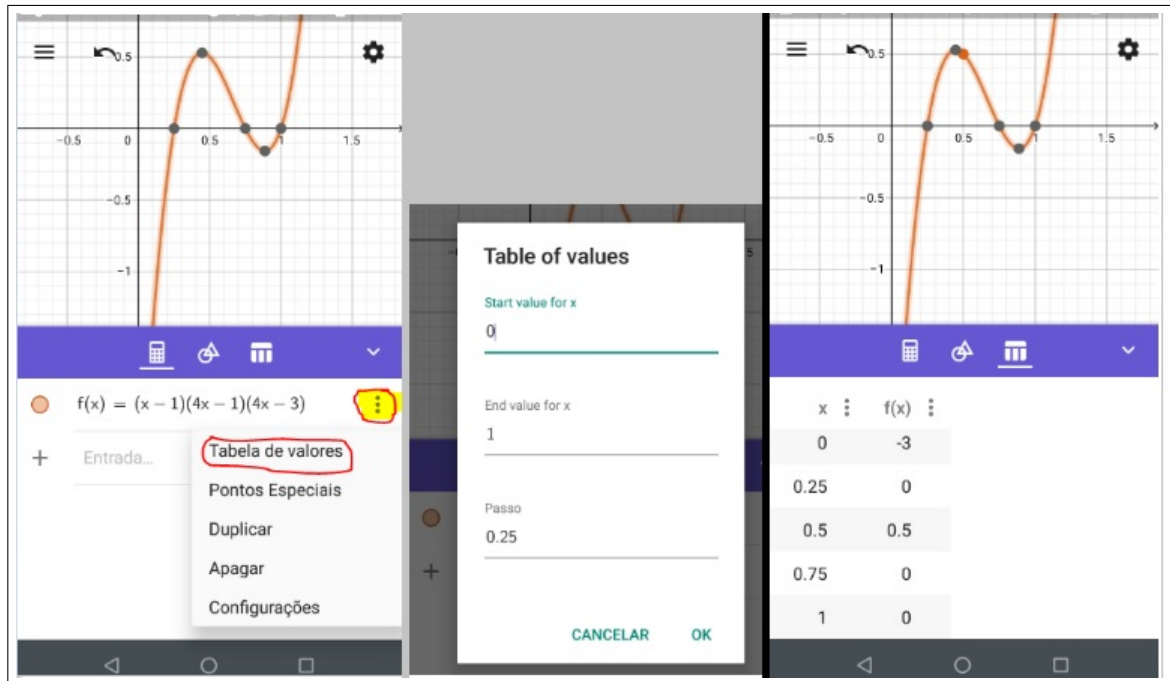 0.5
-0.5
0
0.5
1
1.5
-0.5
-1
f(x) = (x − 1)(4x − 1)(4x − 3)
Entrada...
Tabela de valores
Pontos Especiais
Duplicar
Apagar
Configurações
Table of values
Start value for x
0
End value for x
1
Passo
0.25
CANCELAR
OK
0.5
-0.5
0
0.5
1
1.5
-0.5
-1
x f(x)
0 -3
0.25 0
0.5 0.5
0.75 0
1 0